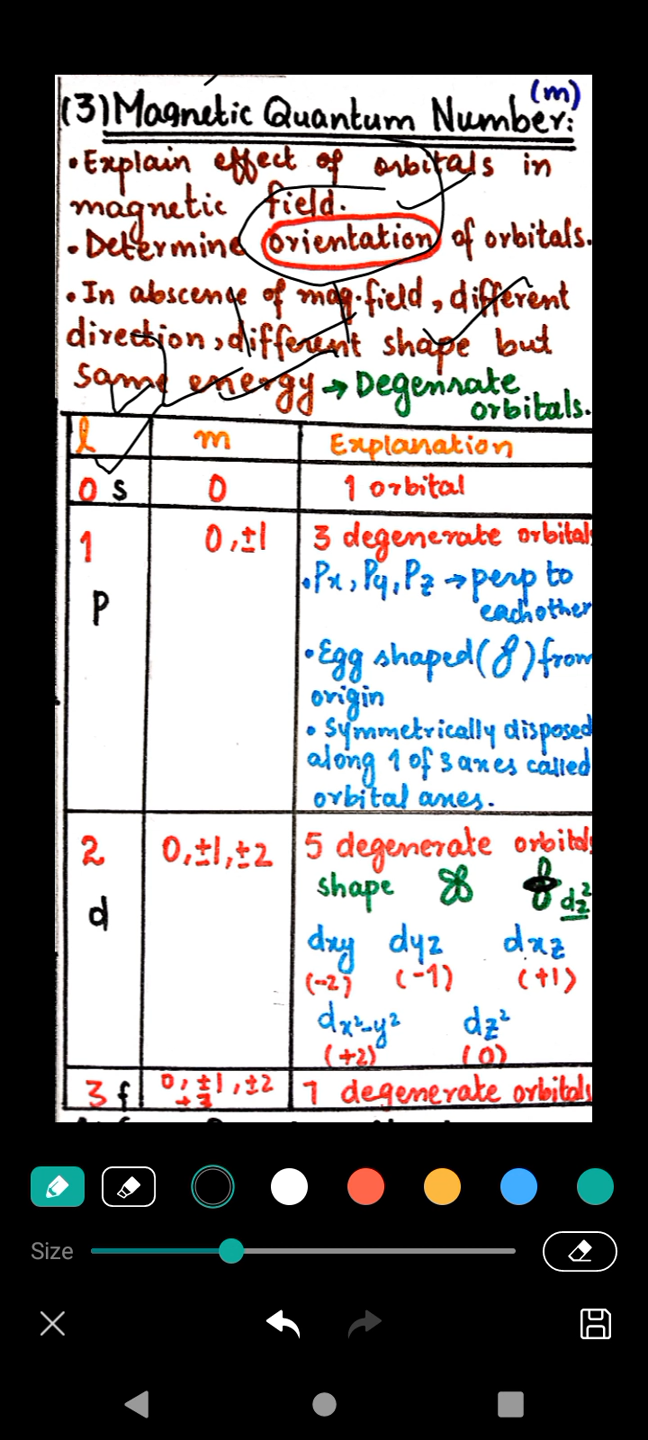 (m)
(3) Magnetic Quantum Number:
• Explain effect of orbitals in
magnetic field.
• Determine orientation of orbitals.
• In abscence of mag. field, different
direction, different shape but
same energy → Degenrate
orbitals.
l m Explanation
0 s 0 1 orbital
1 0, ±1 3 degenerate orbital
p • Px, Py, Pz → perp to
each other
• Egg shaped (8) from
origin
• Symmetrically disposed
along 1 of 3 axes called
orbital axes.
2 0, ±1, ±2 5 degenerate orbitals
d shape dz²
dxy dyz dxz
(-2) (-1) (+1)
dx²-y² dz²
(+2) (0)
3 f 0, ±1, ±2 7 degenerate orbitals
±3
Size